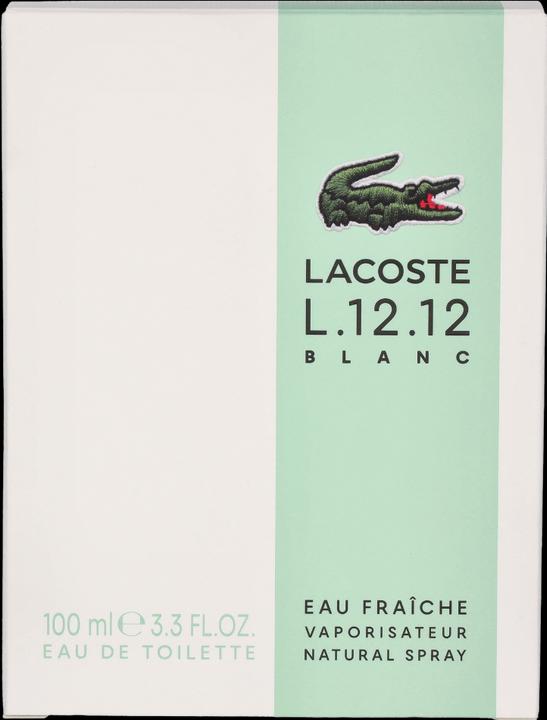 LACOSTE
L.12.12
BLANC
100 ml ℮ 3.3 FL.OZ.
EAU DE TOILETTE
EAU FRAÎCHE
VAPORISATEUR
NATURAL SPRAY